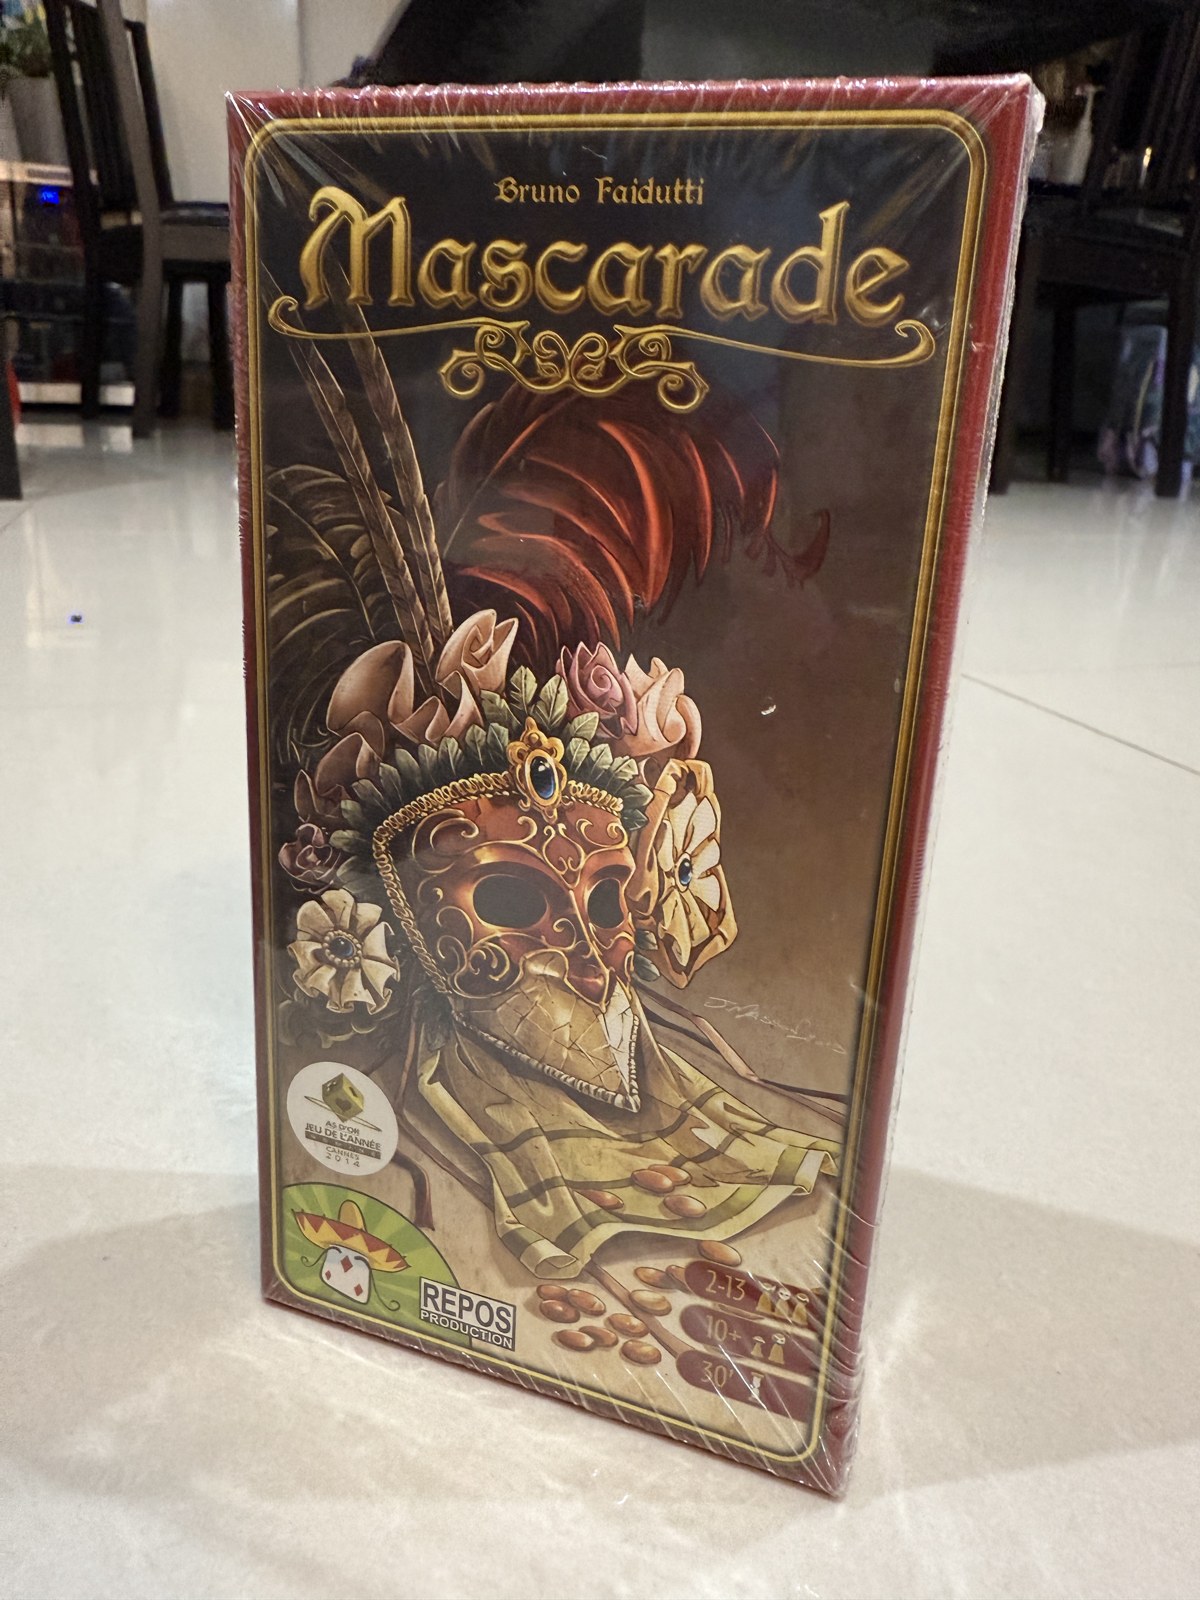 Bruno Faidutti
Mascarade
AS D'OR
JEU DE L'ANNÉE
CANNES
2014
REPOS
PRODUCTION
2-13
10+
30'